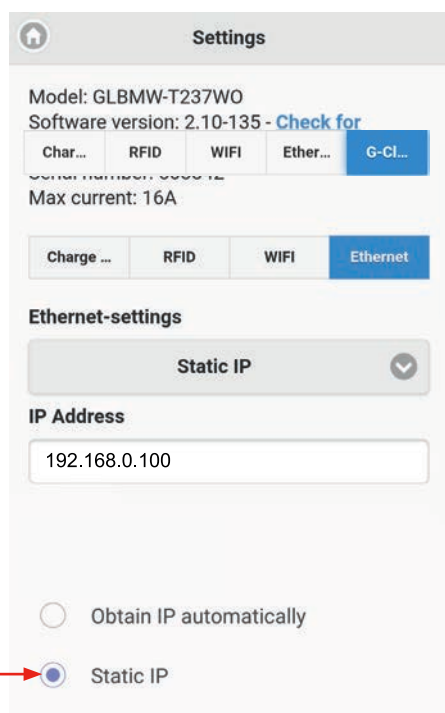 Settings
Model: GLBMW-T237WO
Software version: 2.10-135 - Check for
Char... RFID WIFI Ether... G-Cl...
Max current: 16A
Charge ... RFID WIFI Ethernet
Ethernet-settings
Static IP
IP Address
192.168.0.100
Obtain IP automatically
Static IP